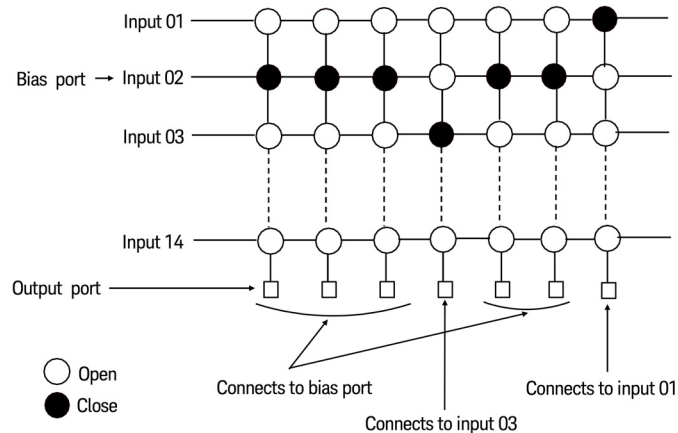 Input 01
Bias port
Input 02
Input 03
Input 14
Output port
Open
Close
Connects to bias port
Connects to input 01
Connects to input 03